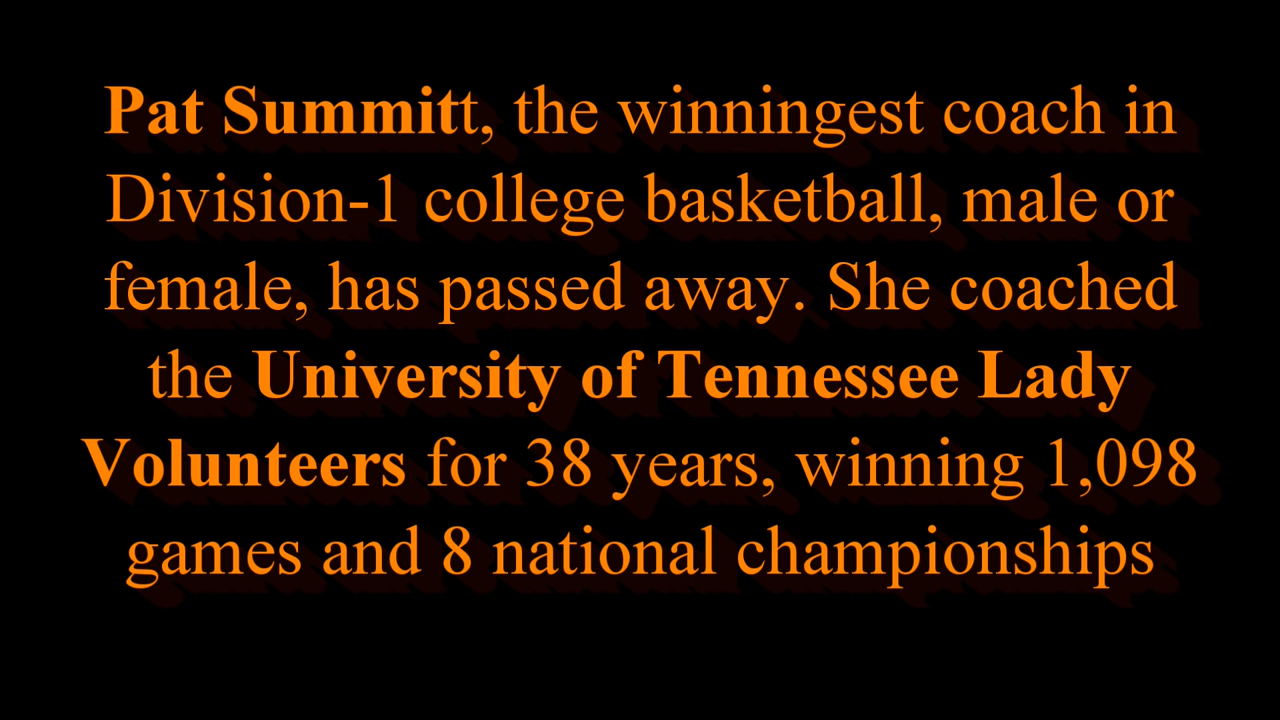 Pat Summitt, the winningest coach in
Division-1 college basketball, male or
female, has passed away. She coached
the University of Tennessee Lady
Volunteers for 38 years, winning 1,098
games and 8 national championships